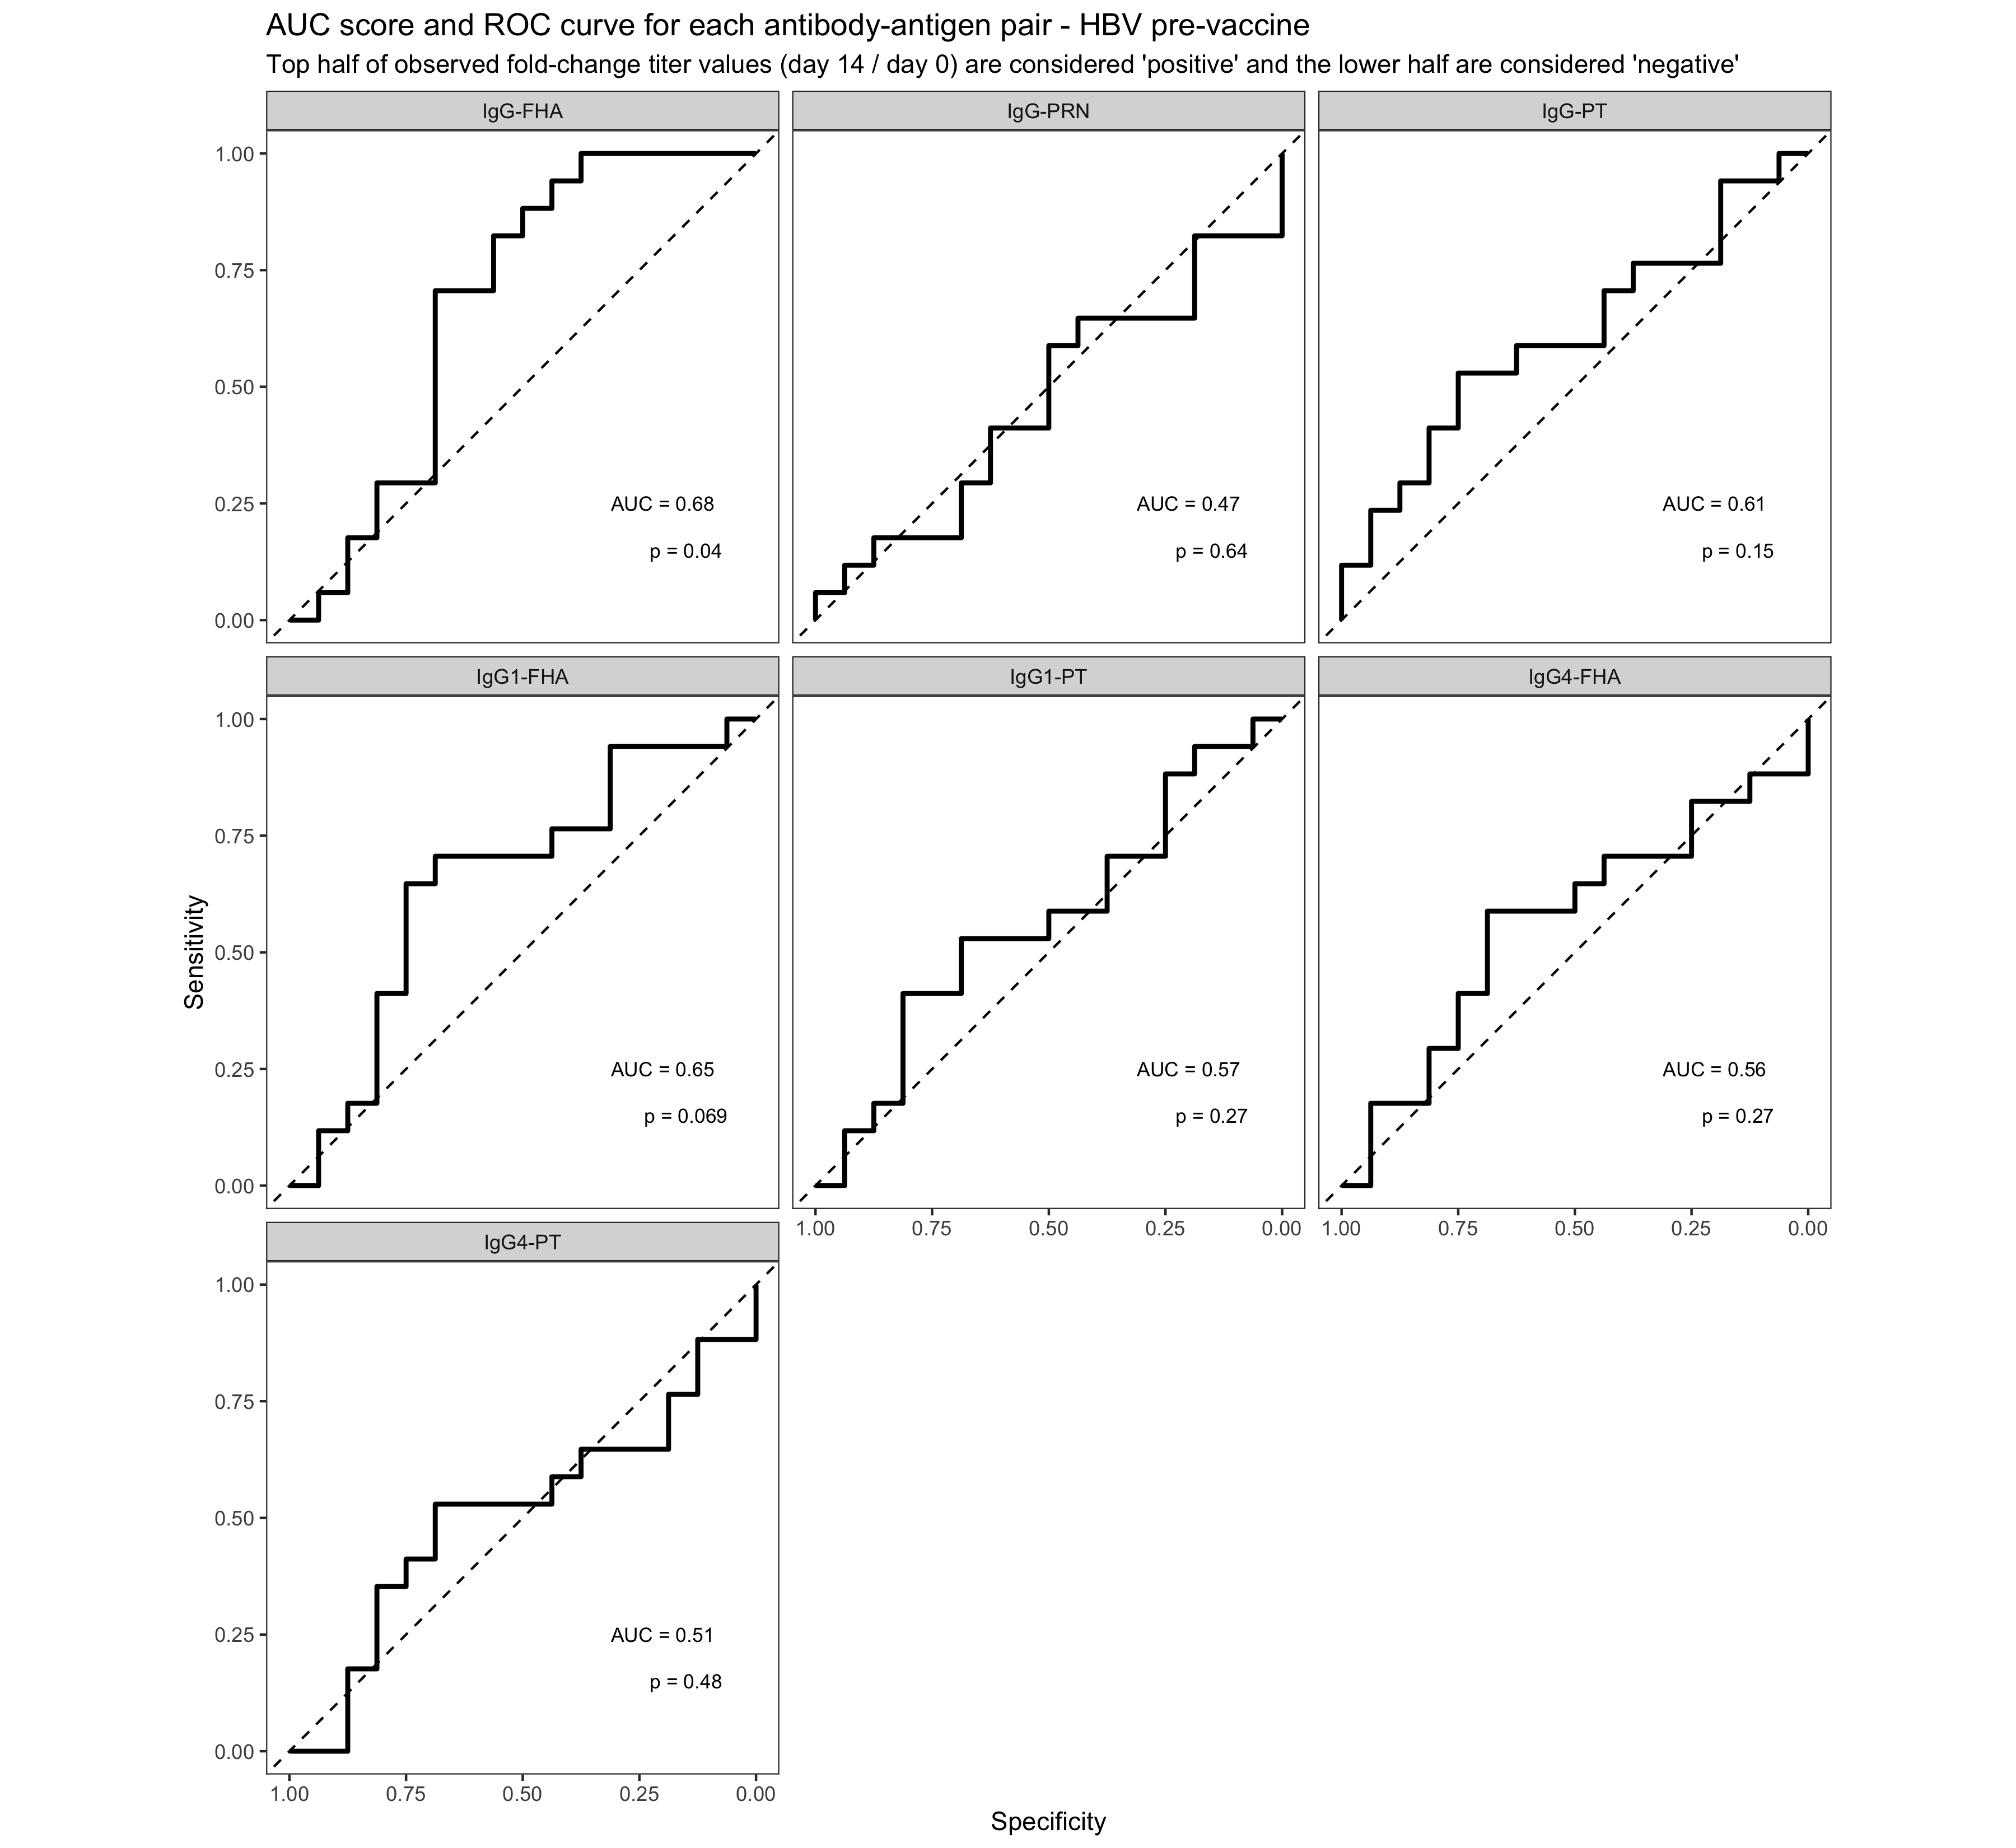 AUC score and ROC curve for each antibody-antigen pair - HBV pre-vaccine
Top half of observed fold-change titer values (day 14 / day 0) are considered 'positive' and the lower half are considered 'negative'
IgG-FHA
IgG-PRN
IgG-PT
1.00
0.75
0.50
0.25
0.00
AUC = 0.68
p = 0.04
AUC = 0.47
p = 0.64
AUC = 0.61
p = 0.15
IgG1-FHA
IgG1-PT
IgG4-FHA
Sensitivity
1.00
0.75
0.50
0.25
0.00
AUC = 0.65
p = 0.069
AUC = 0.57
p = 0.27
AUC = 0.56
p = 0.27
1.00 0.75 0.50 0.25 0.00
1.00 0.75 0.50 0.25 0.00
IgG4-PT
1.00
0.75
0.50
0.25
0.00
AUC = 0.51
p = 0.48
1.00 0.75 0.50 0.25 0.00
Specificity